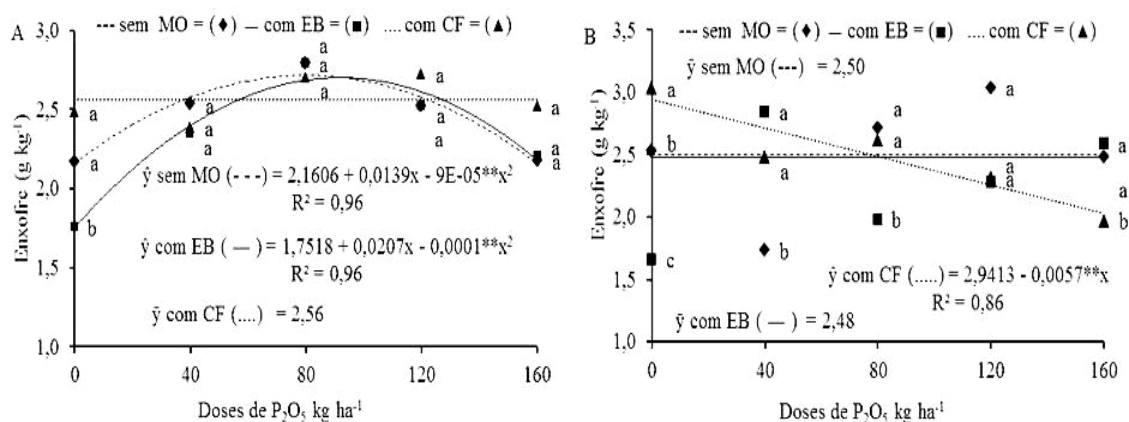 A
--- sem MO = (♦) — com EB = (■) .... com CF = (▲)
Enxofre (g kg⁻¹)
3,0
2,5
2,0
1,5
1,0
a
a
a
a
a
a
a
a
a
a
a
a
a
b
ŷ sem MO (- - -) = 2,1606 + 0,0139x - 9E-05**x²
R² = 0,96
ŷ com EB ( — ) = 1,7518 + 0,0207x - 0,0001**x²
R² = 0,96
ȳ com CF (....) = 2,56
0 40 80 120 160
Doses de P₂O₅ kg ha⁻¹
B
--- sem MO = (♦) — com EB = (■) .... com CF = (▲)
Enxofre (g kg⁻¹)
3,5
3,0
2,5
2,0
1,5
1,0
ȳ sem MO (---) = 2,50
a
b
c
a
a
b
a
a
b
a
a
a
a
a
b
ŷ com CF (.....) = 2,9413 - 0,0057**x
R² = 0,86
ȳ com EB ( — ) = 2,48
0 40 80 120 160
Doses de P₂O₅ kg ha⁻¹